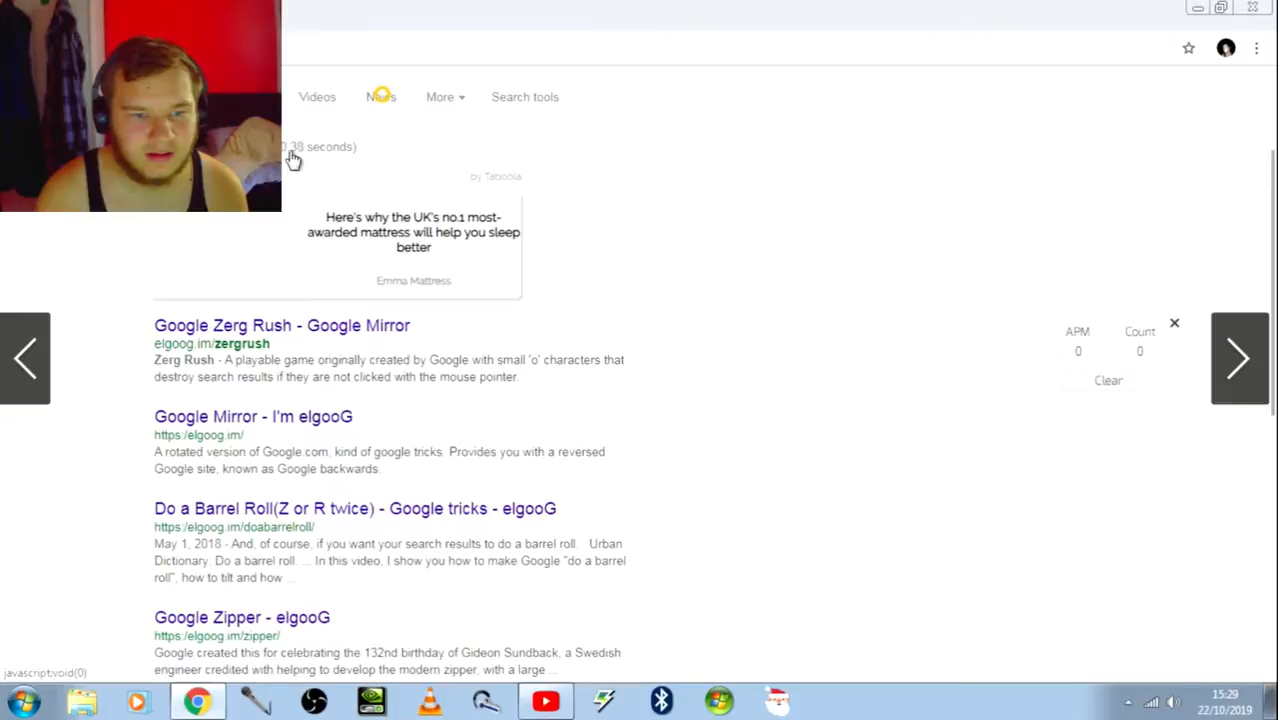 Videos News More Search tools
0.38 seconds)
by Taboola
Here's why the UK's no.1 most-
awarded mattress will help you sleep
better
Emma Mattress
Google Zerg Rush - Google Mirror
elgoog.im/zergrush
Zerg Rush - A playable game originally created by Google with small 'o' characters that
destroy search results if they are not clicked with the mouse pointer.
APM Count
0 0
Clear
Google Mirror - I'm elgooG
https:/elgoog.im/
A rotated version of Google.com, kind of google tricks. Provides you with a reversed
Google site, known as Google backwards.
Do a Barrel Roll(Z or R twice) - Google tricks - elgooG
https:/elgoog.im/doabarrelroll/
May 1, 2018 - And, of course, if you want your search results to do a barrel roll. Urban
Dictionary. Do a barrel roll. ... In this video, I show you how to make Google "do a barrel
roll", how to tilt and how ...
Google Zipper - elgooG
https:/elgoog.im/zipper/
Google created this for celebrating the 132nd birthday of Gideon Sundback, a Swedish
engineer credited with helping to develop the modern zipper, with a large ...
javascript:void(0)
15:29
22/10/2019